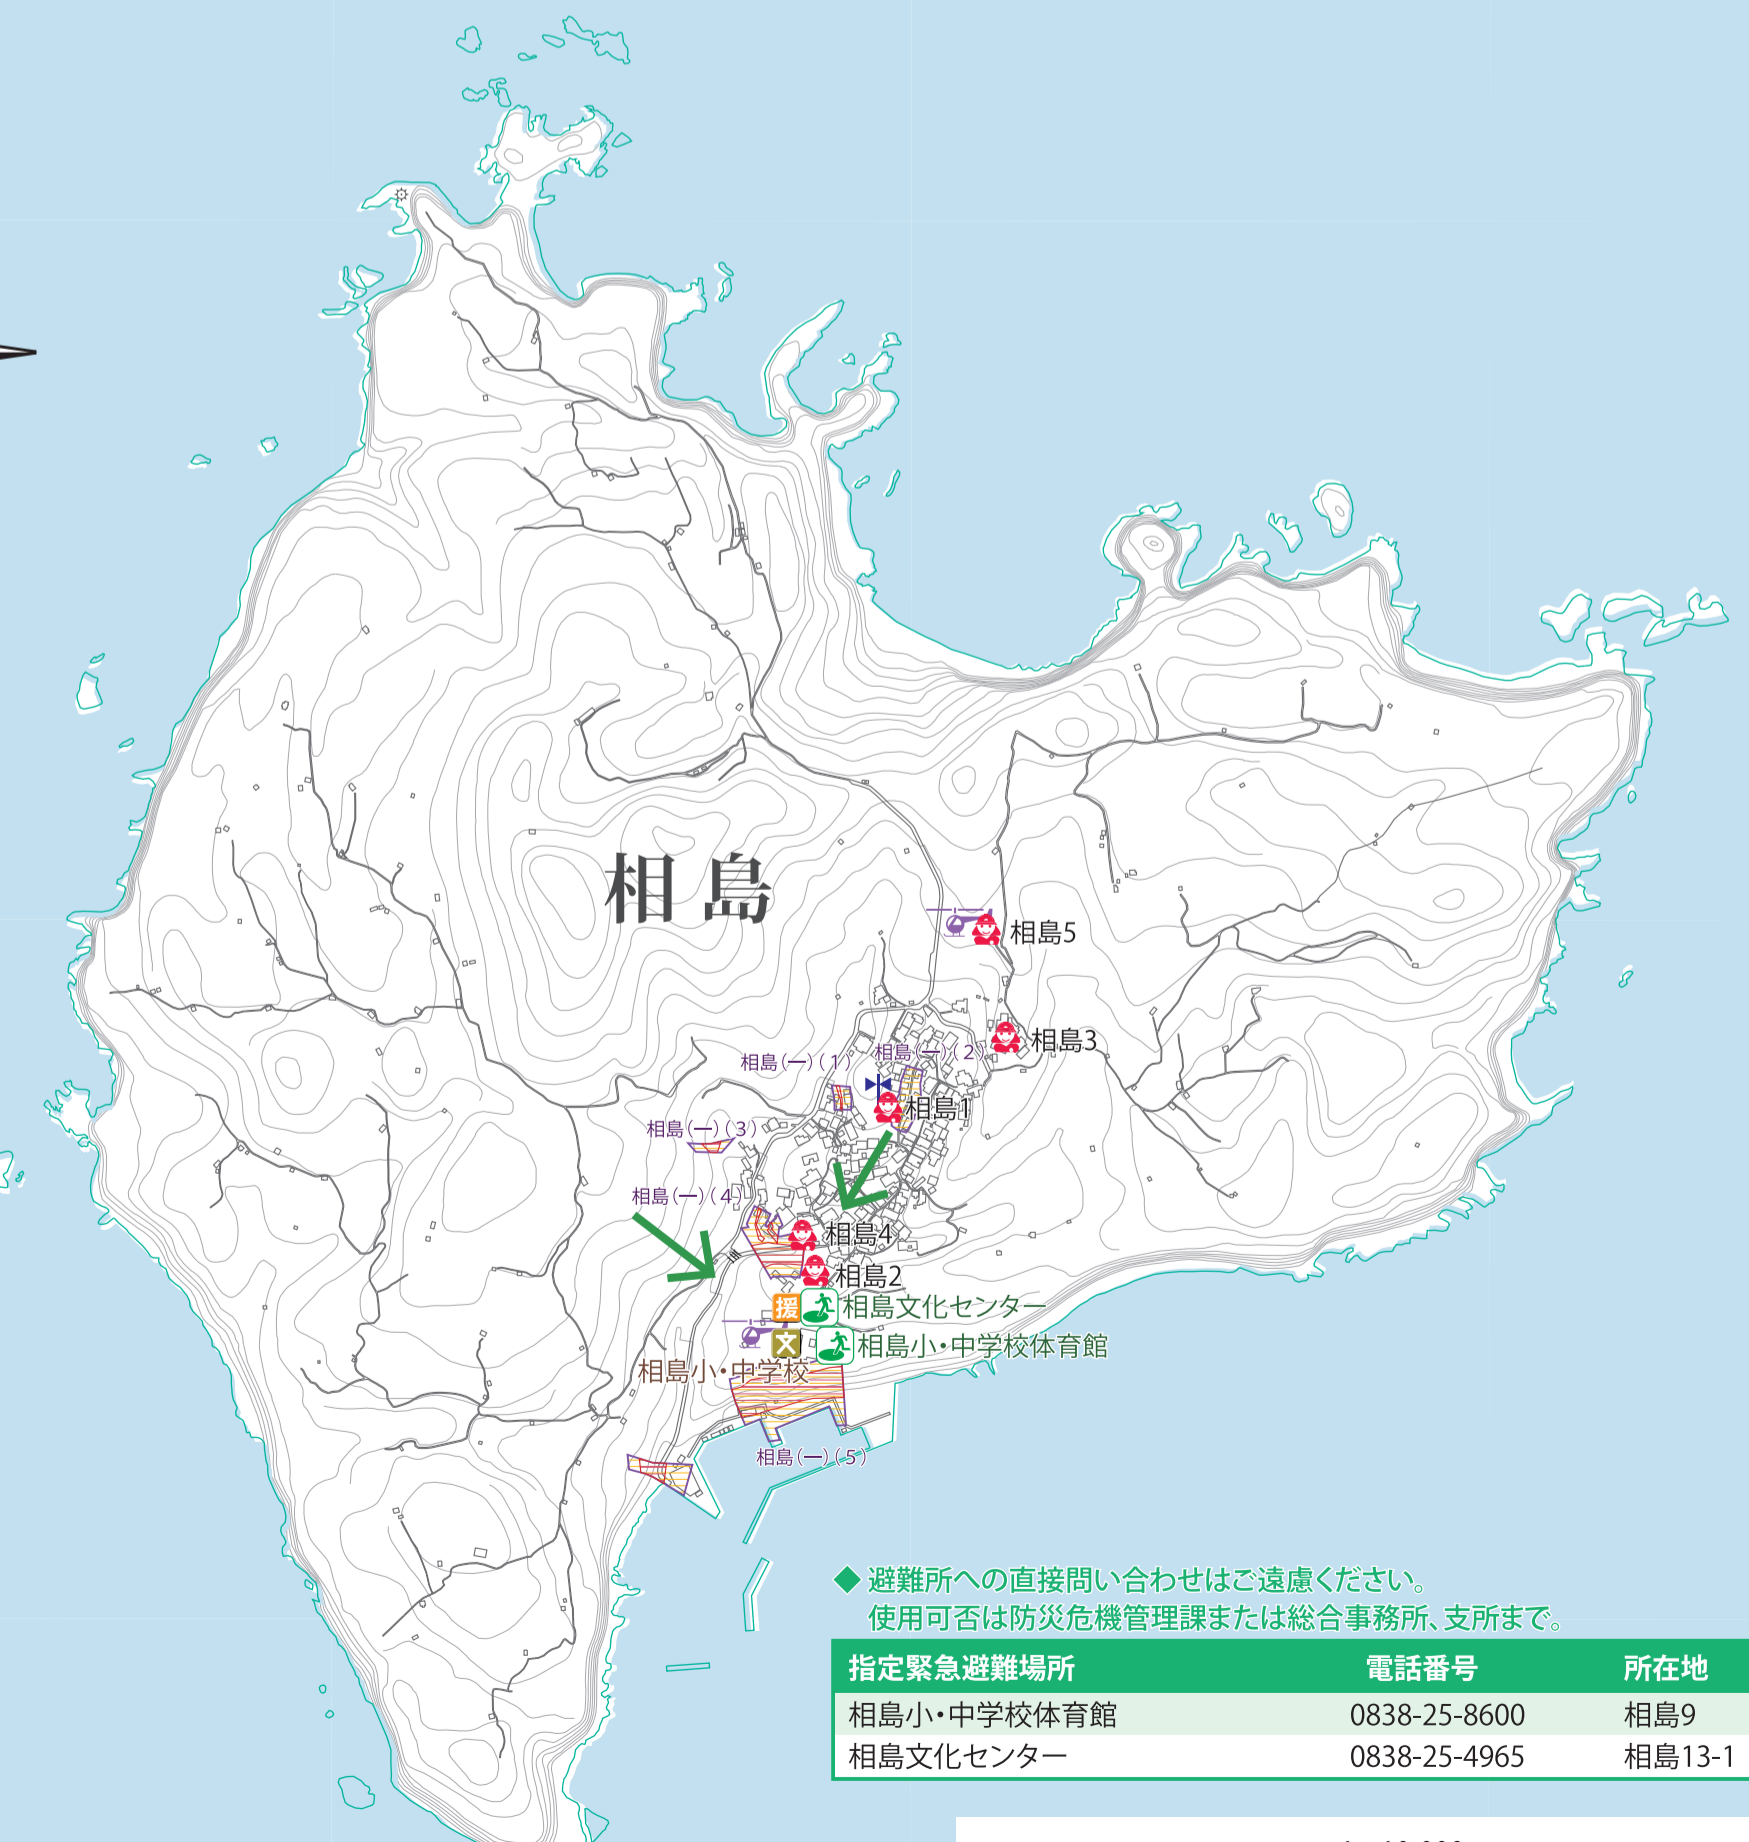 相島
相島5
相島3
相島(一)(1)
相島(一)(2)
相島1
相島(一)(3)
相島(一)(4)
相島4
相島2
援
相島文化センター
文
相島小・中学校体育館
相島小・中学校
相島(一)(5)
◆ 避難所への直接問い合わせはご遠慮ください。
使用可否は防災危機管理課または総合事務所、支所まで。
指定緊急避難場所 電話番号 所在地
相島小・中学校体育館 0838-25-8600 相島9
相島文化センター 0838-25-4965 相島13-1